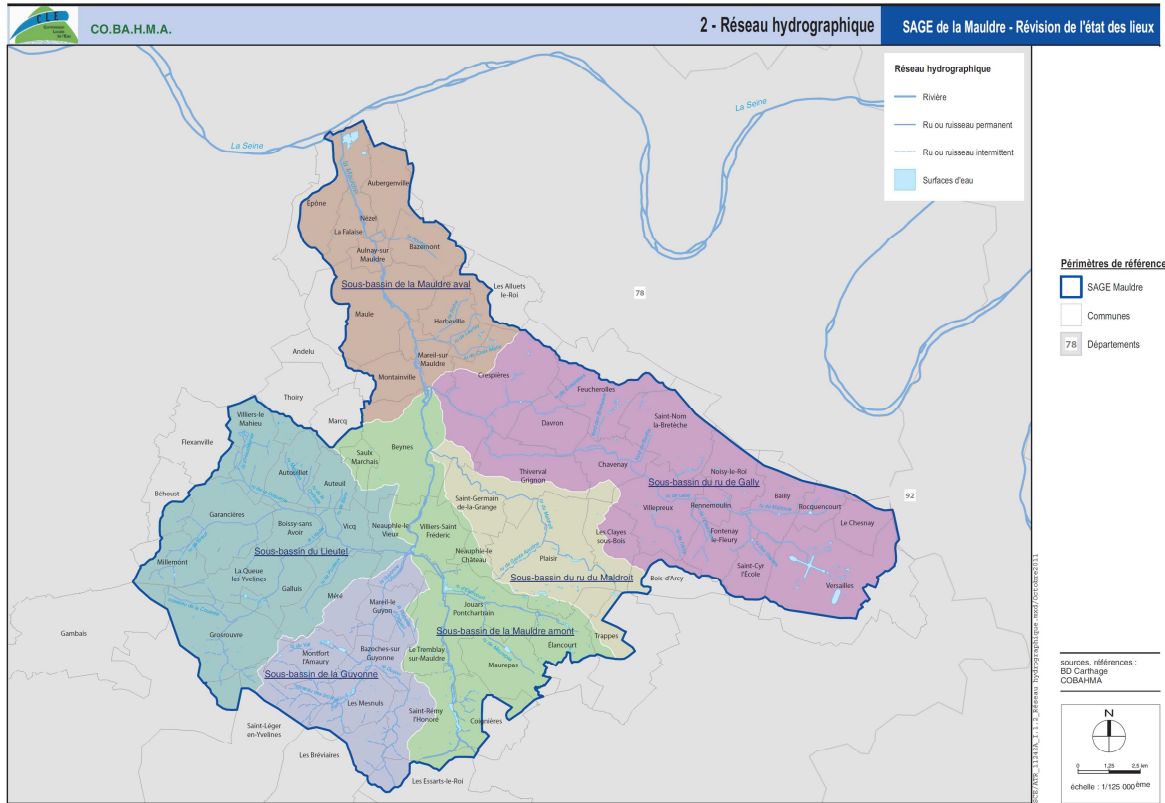 CLE
Commission
Locale
de l'Eau
CO.BA.H.M.A.
2 - Réseau hydrographique
SAGE de la Mauldre - Révision de l'état des lieux
Réseau hydrographique
Rivière
Ru ou ruisseau permanent
Ru ou ruisseau intermittent
Surfaces d'eau
La Seine
La Seine
Périmètres de référence
SAGE Mauldre
Communes
78 Départements
78
92
la Mauldre
Aubergenville
Épône
Nézel
La Falaise
Bazemont
Aulnay-sur
Mauldre
Sous-bassin de la Mauldre aval
Les Alluets
le-Roi
Maule
Herbeville
Mareil-sur
Mauldre
Andelu
Montainville
Crespières
Feucherolles
Thoiry
Marcq
Davron
Saint-Nom
la-Bretèche
Villiers-le
Mahieu
Flexanville
Saulx
Marchais
Beynes
Autouillet
Auteuil
Thiverval
Grignon
Chavenay
Noisy-le-Roi
Sous-bassin du ru de Gally
Béhoust
Saint-Germain
de-la-Grange
Villepreux
Rennemoulin
Bailly
Rocquencourt
Le Chesnay
Garancières
Boissy-sans
Avoir
Vicq
Neauphle-le
Vieux
Villiers-Saint
Fréderic
Les Clayes
sous-Bois
Fontenay
le-Fleury
Sous-bassin du Lieutel
Neauphle-le
Château
Plaisir
Saint-Cyr
l'École
Millemont
La Queue
les Yvelines
Galluis
Sous-bassin du ru du Maldroit
Bois-d'Arcy
Versailles
Méré
Mareil-le
Guyon
Jouars
Pontchartrain
Gambais
Grosrouvre
Sous-bassin de la Mauldre amont
Trappes
Montfort
l'Amaury
Bazoches-sur
Guyonne
Le Tremblay
sur-Mauldre
Élancourt
Maurepas
Sous-bassin de la Guyonne
Les Mesnuls
Saint-Rémy
l'Honoré
Coignières
Saint-Léger
en-Yvelines
Les Bréviaires
Les Essarts-le-Roi
sources, références :
BD Carthage
COBAHMA
N
0 1,25 2,5 km
échelle : 1/125 000ème